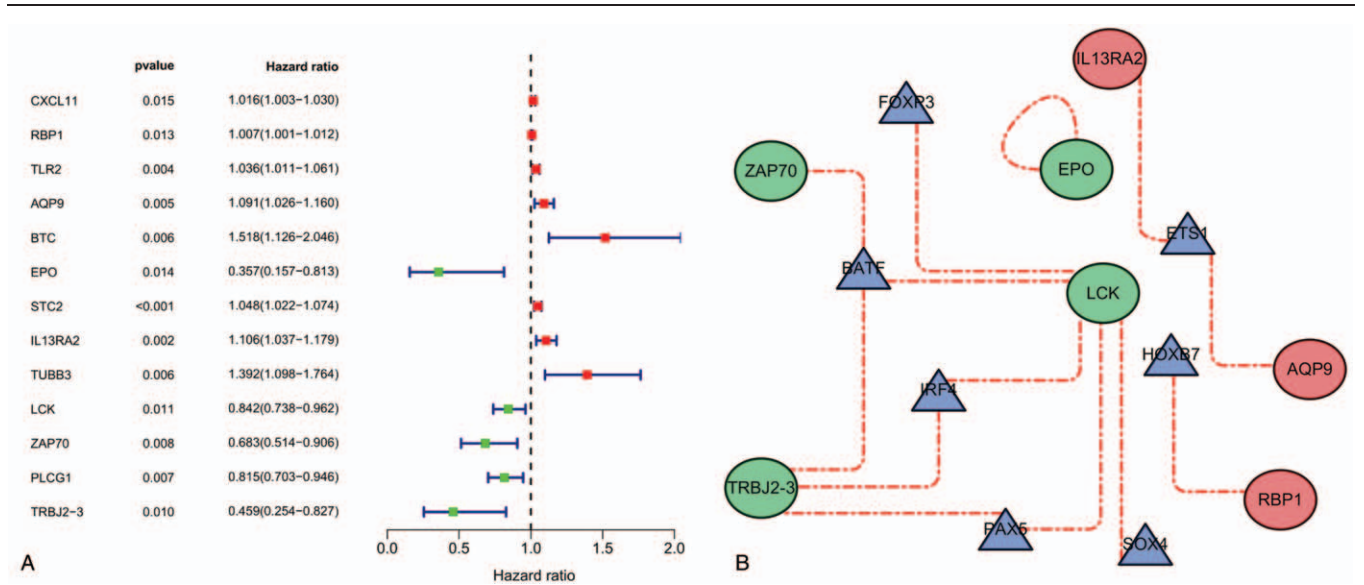 pvalue Hazard ratio
CXCL11 0.015 1.016(1.003−1.030)
RBP1 0.013 1.007(1.001−1.012)
TLR2 0.004 1.036(1.011−1.061)
AQP9 0.005 1.091(1.026−1.160)
BTC 0.006 1.518(1.126−2.046)
EPO 0.014 0.357(0.157−0.813)
STC2 <0.001 1.048(1.022−1.074)
IL13RA2 0.002 1.106(1.037−1.179)
TUBB3 0.006 1.392(1.098−1.764)
LCK 0.011 0.842(0.738−0.962)
ZAP70 0.008 0.683(0.514−0.906)
PLCG1 0.007 0.815(0.703−0.946)
TRBJ2−3 0.010 0.459(0.254−0.827)
0.0 0.5 1.0 1.5 2.0
Hazard ratio
A
IL13RA2
FOXP3
ZAP70
EPO
ETS1
BATF
LCK
HOXB7
AQP9
IRF4
TRBJ2-3
RBP1
PAX5
SOX4
B